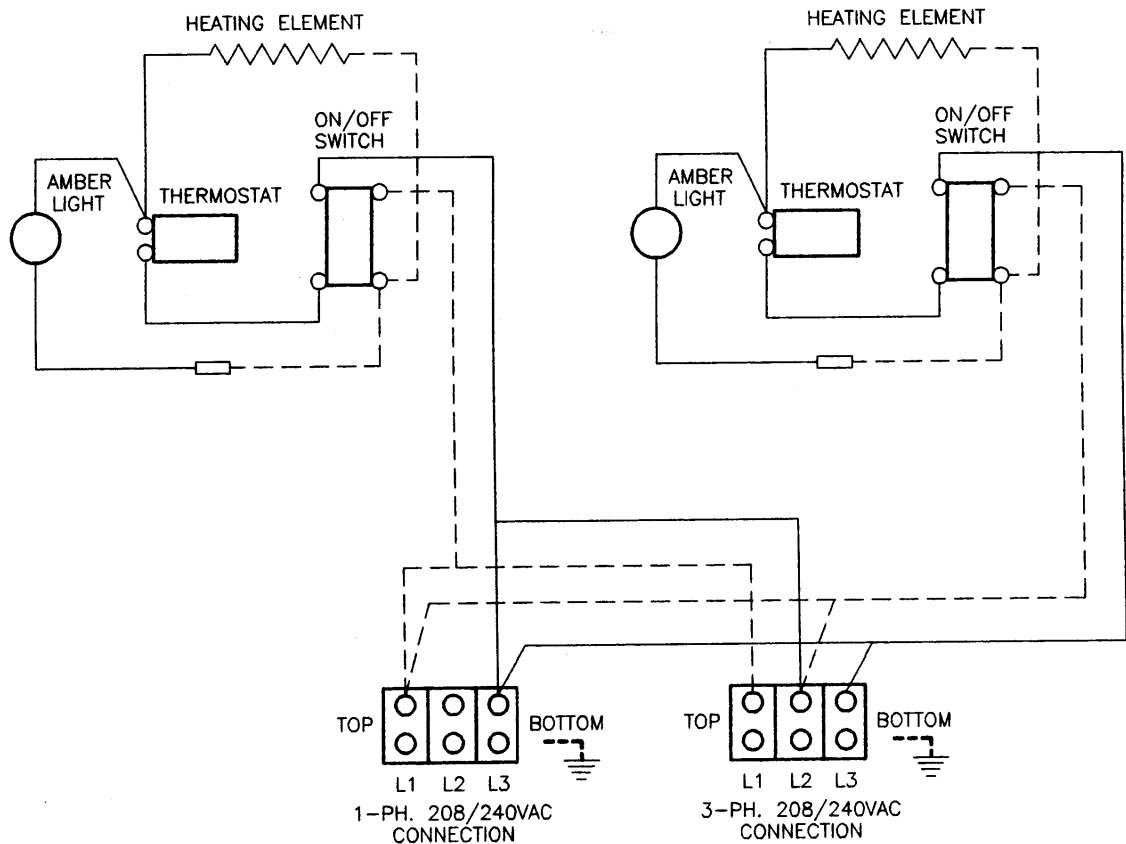 HEATING ELEMENT
ON/OFF
SWITCH
AMBER
LIGHT
THERMOSTAT
HEATING ELEMENT
ON/OFF
SWITCH
AMBER
LIGHT
THERMOSTAT
TOP
BOTTOM
L1 L2 L3
1-PH. 208/240VAC
CONNECTION
TOP
BOTTOM
L1 L2 L3
3-PH. 208/240VAC
CONNECTION